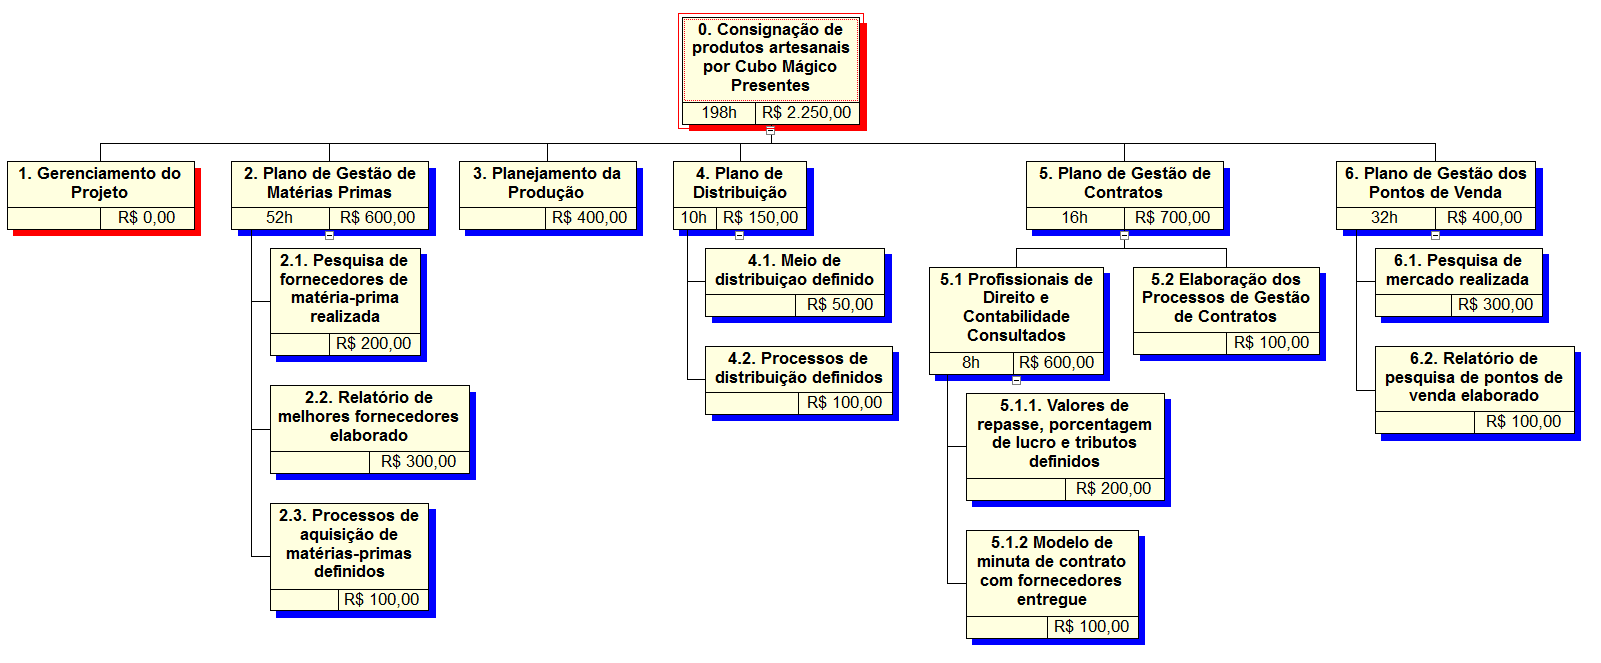 0. Consignação de
produtos artesanais
por Cubo Mágico
Presentes
198h R$ 2.250,00
1. Gerenciamento do
Projeto
R$ 0,00
2. Plano de Gestão de
Matérias Primas
52h R$ 600,00
2.1. Pesquisa de
fornecedores de
matéria-prima
realizada
R$ 200,00
2.2. Relatório de
melhores fornecedores
elaborado
R$ 300,00
2.3. Processos de
aquisição de
matérias-primas
definidos
R$ 100,00
3. Planejamento da
Produção
R$ 400,00
4. Plano de
Distribuição
10h R$ 150,00
4.1. Meio de
distribuiçao definido
R$ 50,00
4.2. Processos de
distribuição definidos
R$ 100,00
5. Plano de Gestão de
Contratos
16h R$ 700,00
5.1 Profissionais de
Direito e
Contabilidade
Consultados
8h R$ 600,00
5.1.1. Valores de
repasse, porcentagem
de lucro e tributos
definidos
R$ 200,00
5.1.2 Modelo de
minuta de contrato
com fornecedores
entregue
R$ 100,00
5.2 Elaboração dos
Processos de Gestão
de Contratos
R$ 100,00
6. Plano de Gestão dos
Pontos de Venda
32h R$ 400,00
6.1. Pesquisa de
mercado realizada
R$ 300,00
6.2. Relatório de
pesquisa de pontos de
venda elaborado
R$ 100,00